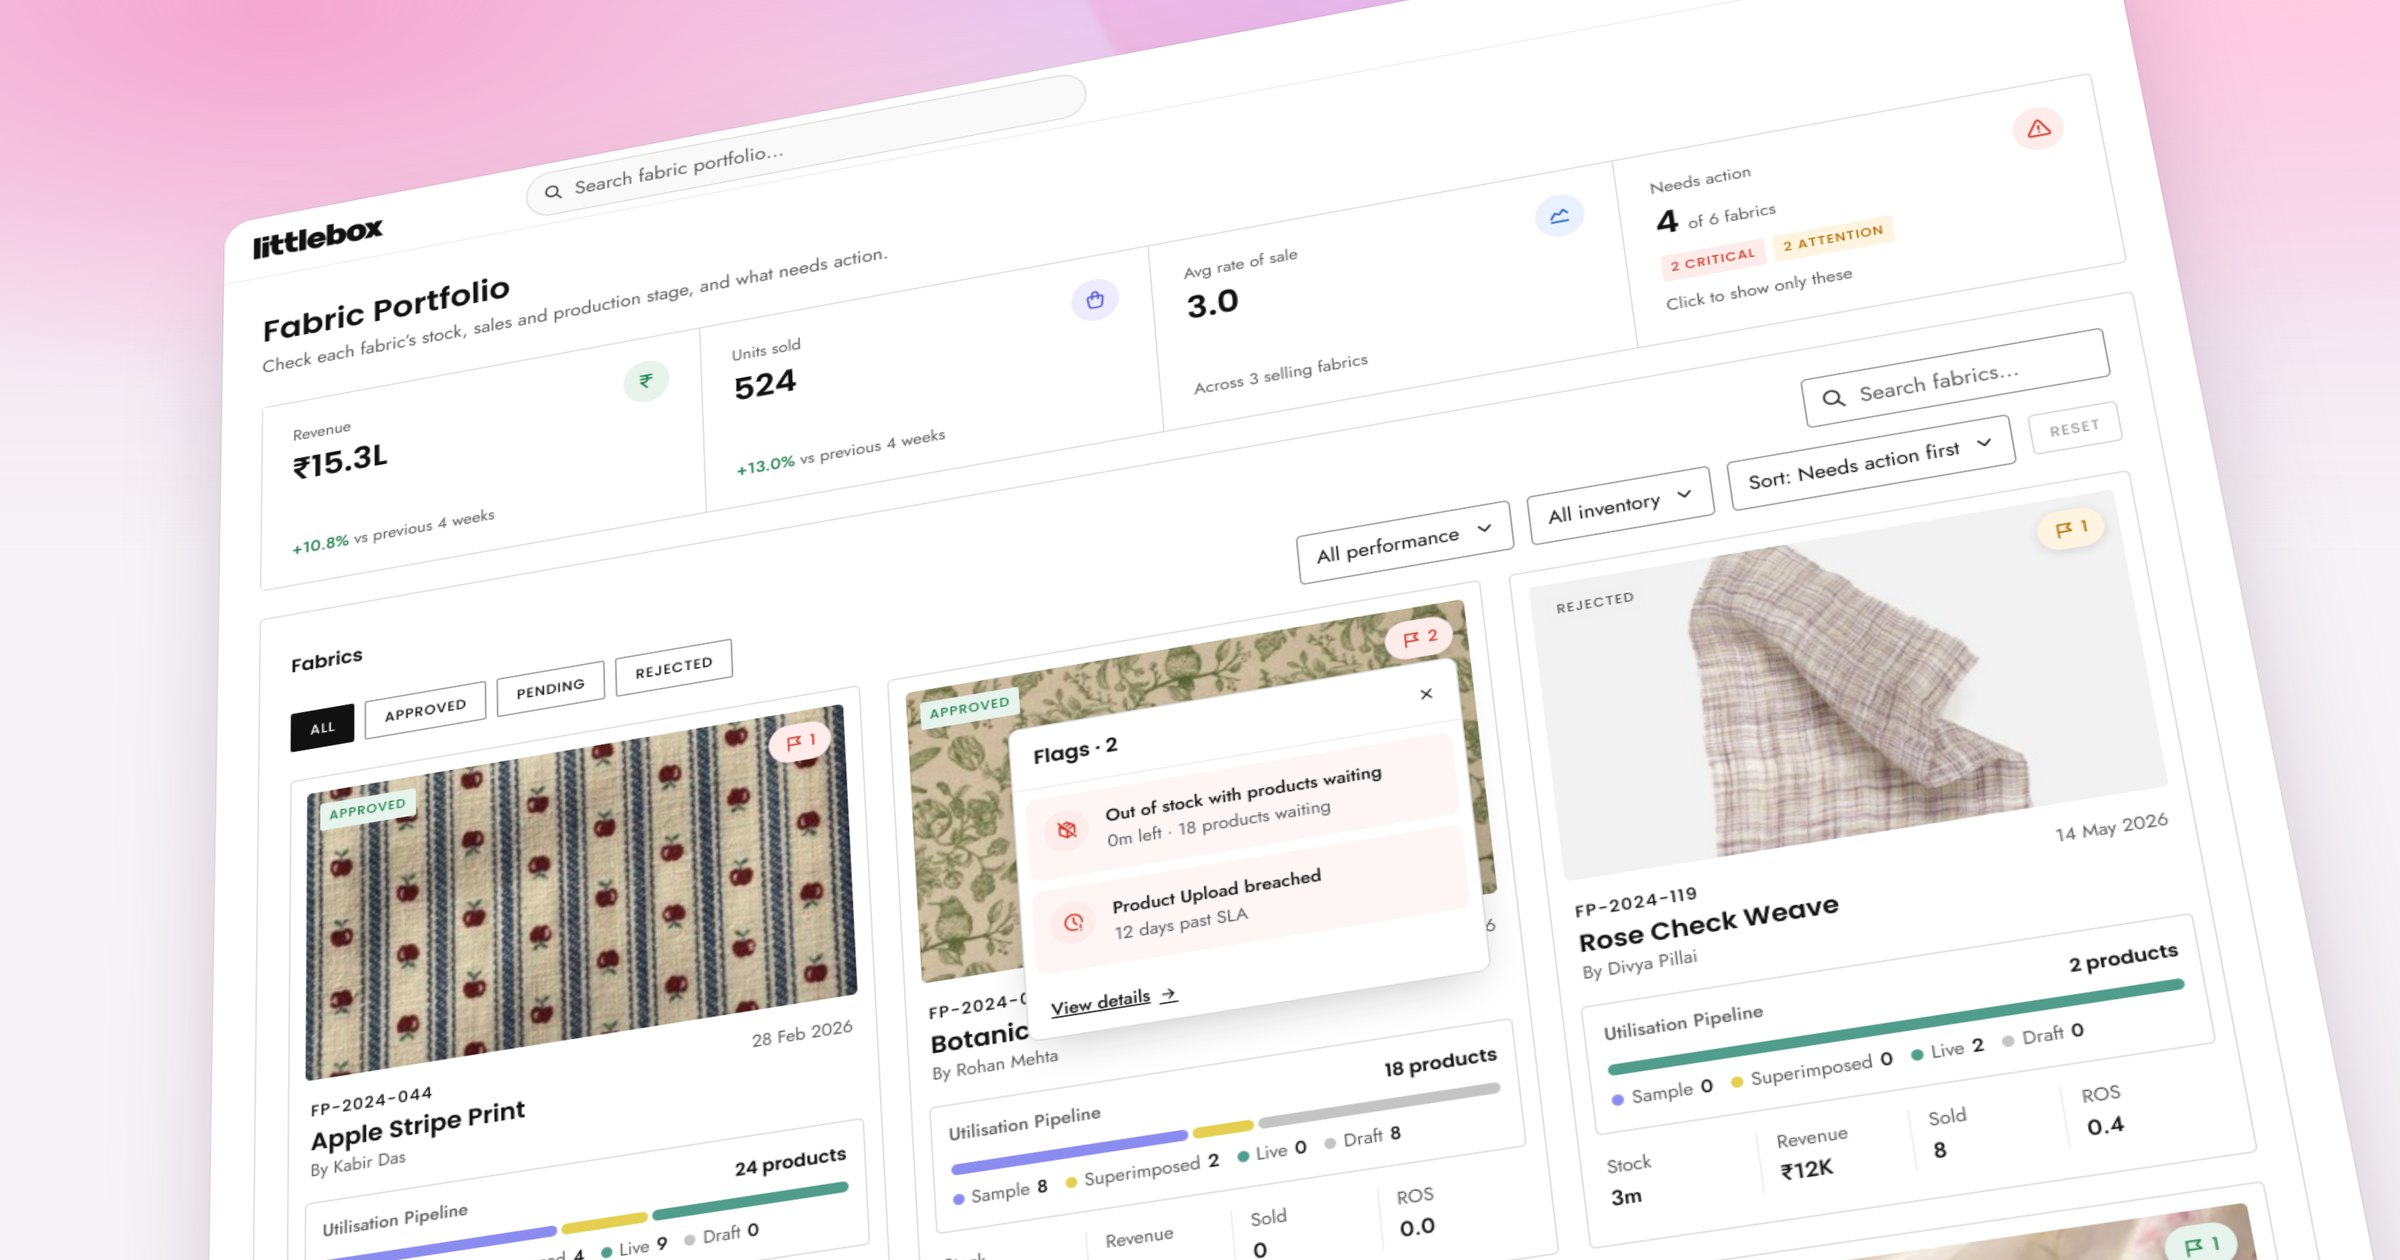 littlebox
Search fabric portfolio...
Fabric Portfolio
Check each fabric's stock, sales and production stage, and what needs action.
Revenue
₹15.3L
+10.8% vs previous 4 weeks
₹
Units sold
524
+13.0% vs previous 4 weeks
Avg rate of sale
3.0
Across 3 selling fabrics
Needs action
4 of 6 fabrics
2 CRITICAL 2 ATTENTION
Click to show only these
Search fabrics...
All performance
All inventory
Sort: Needs action first
RESET
Fabrics
ALL APPROVED PENDING REJECTED
APPROVED
1
28 Feb 2026
FP-2024-044
Apple Stripe Print
By Kabir Das
24 products
Utilisation Pipeline
4 Live 9 Draft 0
APPROVED
2
Flags · 2
Out of stock with products waiting
0m left · 18 products waiting
Product Upload breached
12 days past SLA
View details →
6
FP-2024-0
Botanic
By Rohan Mehta
18 products
Utilisation Pipeline
Sample 8 Superimposed 2 Live 0 Draft 8
Revenue
Sold
0
ROS
0.0
REJECTED
1
14 May 2026
FP-2024-119
Rose Check Weave
By Divya Pillai
2 products
Utilisation Pipeline
Sample 0 Superimposed 0 Live 2 Draft 0
Stock
3m
Revenue
₹12K
Sold
8
ROS
0.4
1